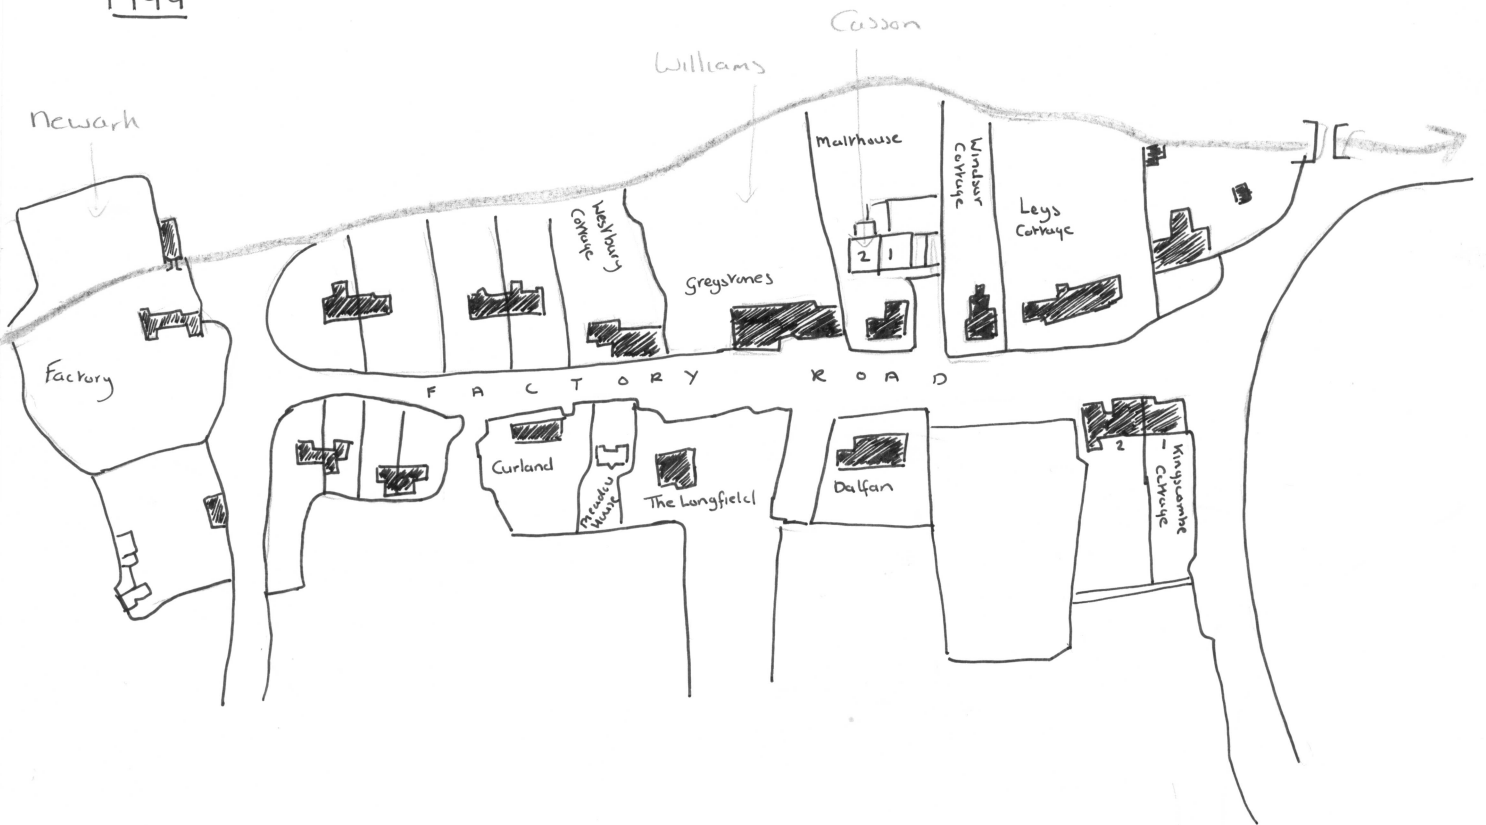 Casson
Williams
Newark
Malthouse
Windsor
Cottage
Westbury
Cottage
Leys
Cottage
2 1
Greystones
Factory
FACTORY ROAD
Curland
Meadow
House
The Longfield
Dalfan
2 1
Kingscombe
Cottage